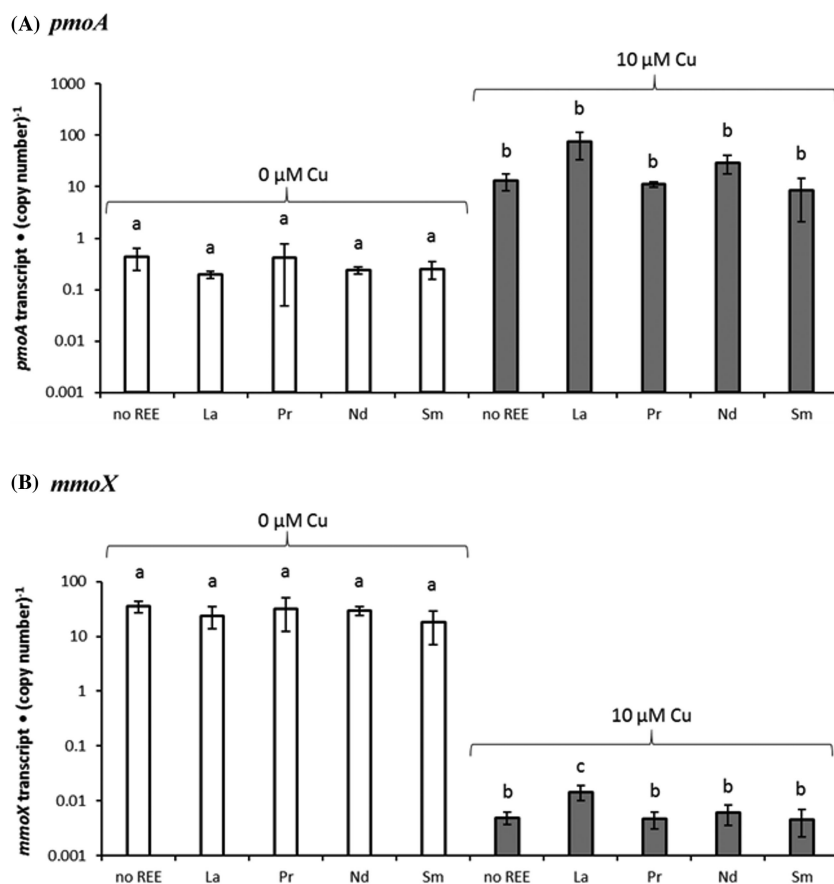 (A) pmoA
10 µM Cu
1000
b
b
b
b
b
100
0 µM Cu
10
a
a
a
a
a
1
0.1
0.01
0.001
pmoA transcript • (copy number)-1
no REE La Pr Nd Sm no REE La Pr Nd Sm
(B) mmoX
0 µM Cu
a a a a a
100
10
1
10 µM Cu
0.1
b c b b b
0.01
0.001
mmoX transcript • (copy number)-1
no REE La Pr Nd Sm no REE La Pr Nd Sm